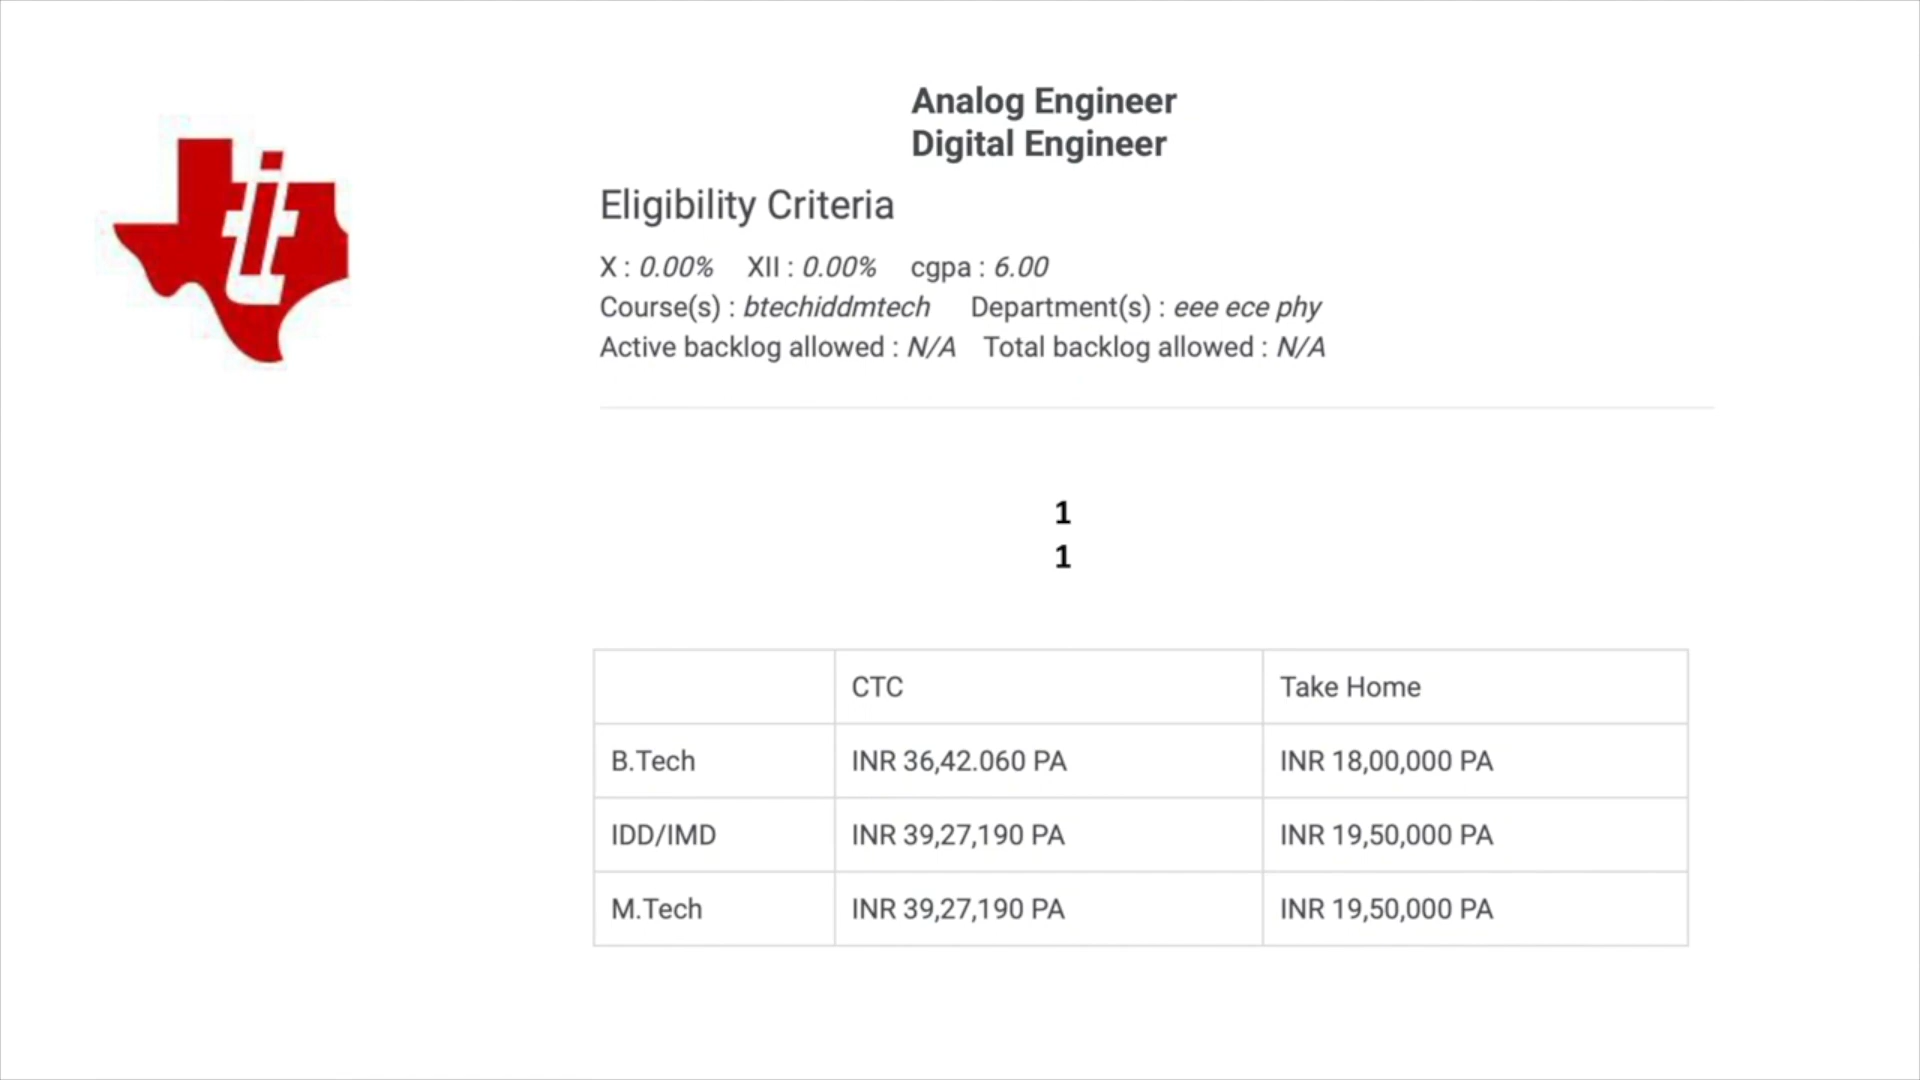 ti
Analog Engineer
Digital Engineer
Eligibility Criteria
X : 0.00% XII : 0.00% cgpa : 6.00
Course(s) : btechiddmtech Department(s) : eee ece phy
Active backlog allowed : N/A Total backlog allowed : N/A
1
1
CTC Take Home
B.Tech INR 36,42.060 PA INR 18,00,000 PA
IDD/IMD INR 39,27,190 PA INR 19,50,000 PA
M.Tech INR 39,27,190 PA INR 19,50,000 PA